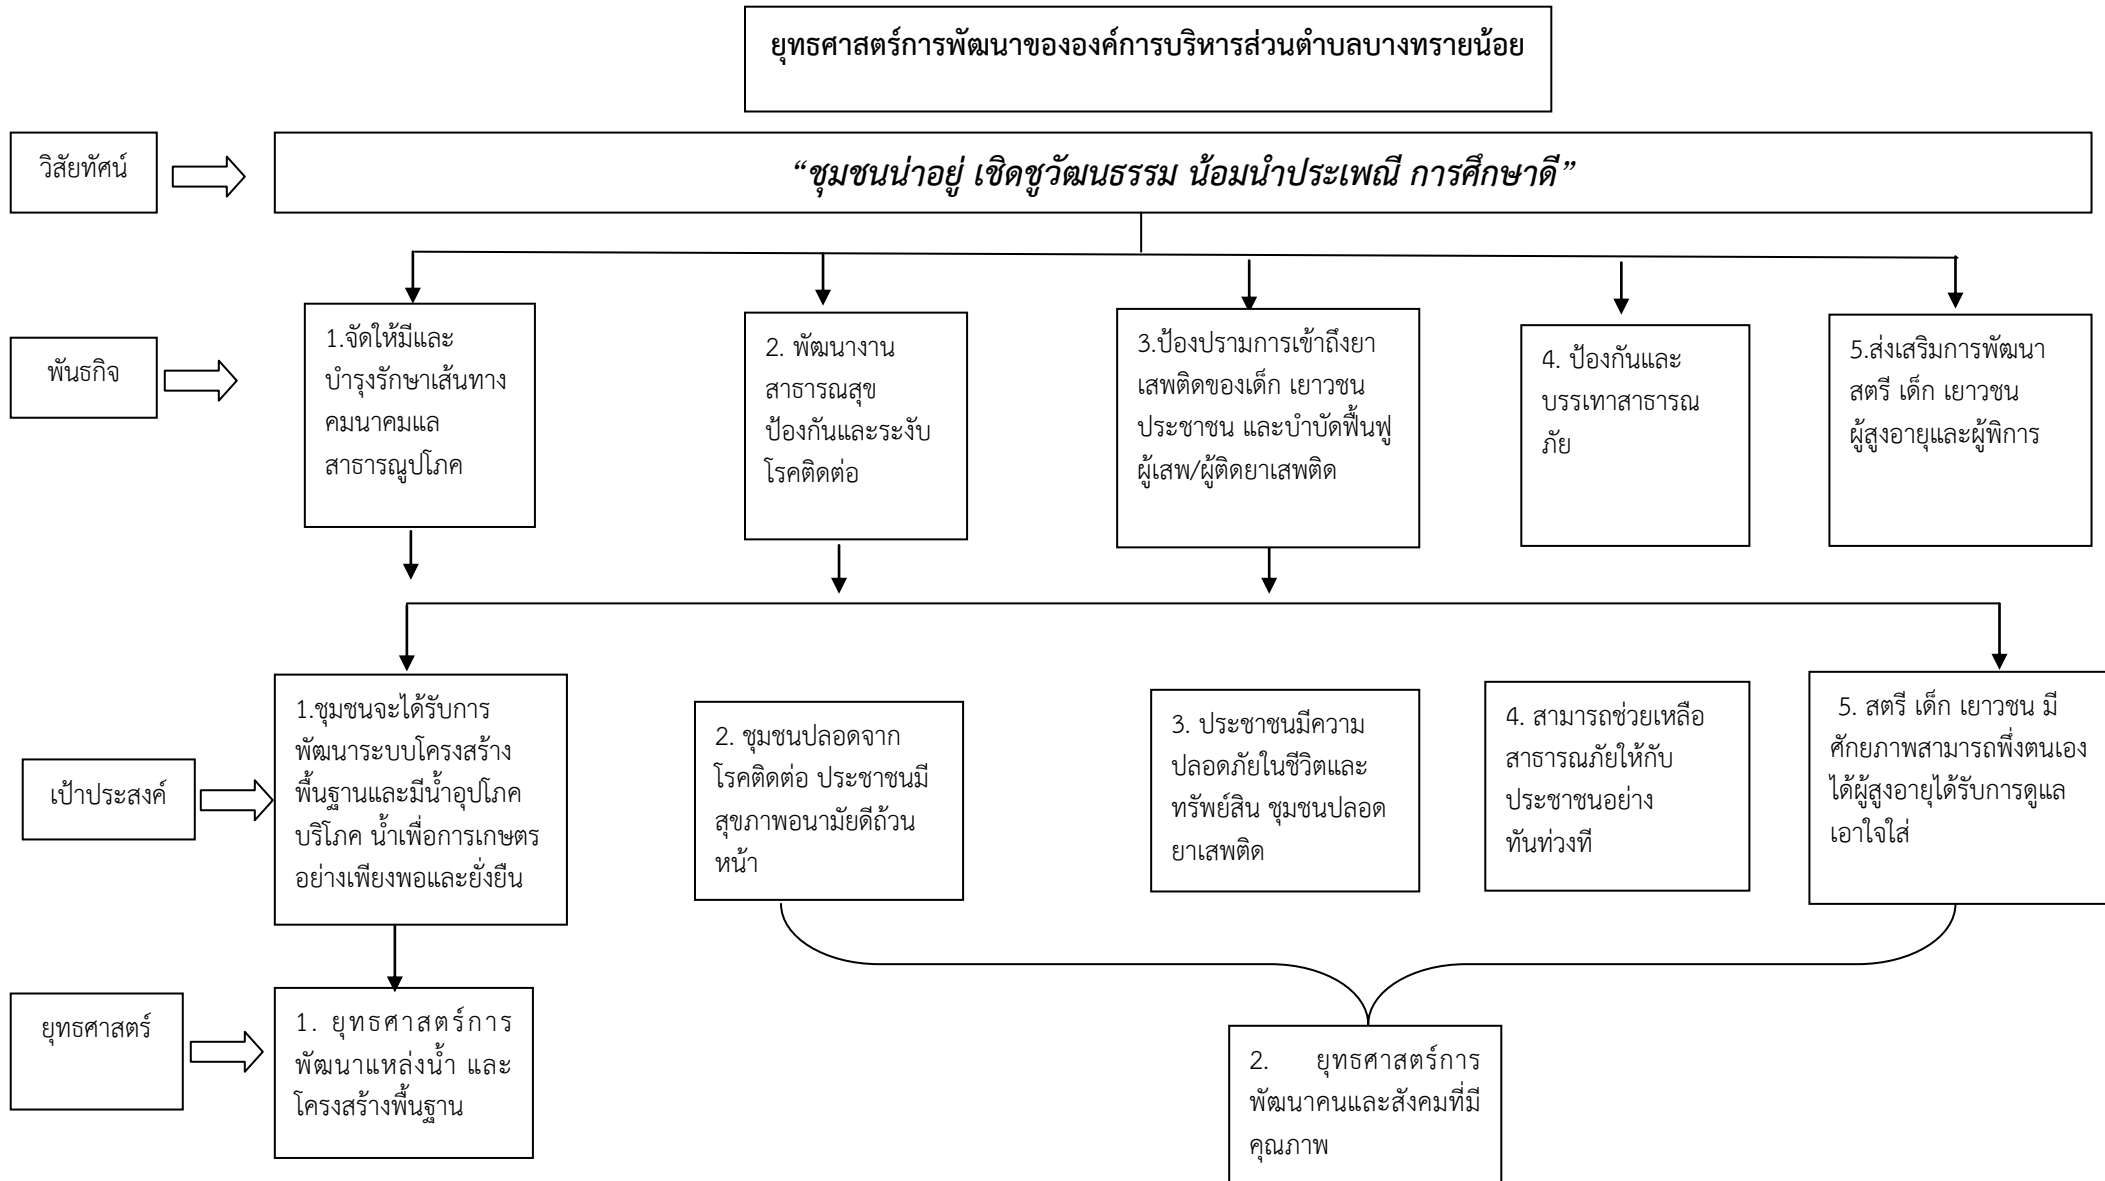 ยุทธศาสตร์การพัฒนาขององค์การบริหารส่วนตำบลบางทรายน้อย
วิสัยทัศน์
“ชุมชนน่าอยู่ เชิดชูวัฒนธรรม น้อมนำประเพณี การศึกษาดี”
พันธกิจ
1.จัดให้มีและ
บำรุงรักษาเส้นทาง
คมนาคมแล
สาธารณูปโภค
2. พัฒนางาน
สาธารณสุข
ป้องกันและระงับ
โรคติดต่อ
3.ป้องปรามการเข้าถึงยา
เสพติดของเด็ก เยาวชน
ประชาชน และบำบัดฟื้นฟู
ผู้เสพ/ผู้ติดยาเสพติด
4. ป้องกันและ
บรรเทาสาธารณ
ภัย
5.ส่งเสริมการพัฒนา
สตรี เด็ก เยาวชน
ผู้สูงอายุและผู้พิการ
เป้าประสงค์
1.ชุมชนจะได้รับการ
พัฒนาระบบโครงสร้าง
พื้นฐานและมีน้ำอุปโภค
บริโภค น้ำเพื่อการเกษตร
อย่างเพียงพอและยั่งยืน
2. ชุมชนปลอดจาก
โรคติดต่อ ประชาชนมี
สุขภาพอนามัยดีถ้วน
หน้า
3. ประชาชนมีความ
ปลอดภัยในชีวิตและ
ทรัพย์สิน ชุมชนปลอด
ยาเสพติด
4. สามารถช่วยเหลือ
สาธารณภัยให้กับ
ประชาชนอย่าง
ทันท่วงที
5. สตรี เด็ก เยาวชน มี
ศักยภาพสามารถพึ่งตนเอง
ได้ผู้สูงอายุได้รับการดูแล
เอาใจใส่
ยุทธศาสตร์
1. ยุทธศาสตร์การ
พัฒนาแหล่งน้ำ และ
โครงสร้างพื้นฐาน
2. ยุทธศาสตร์การ
พัฒนาคนและสังคมที่มี
คุณภาพ